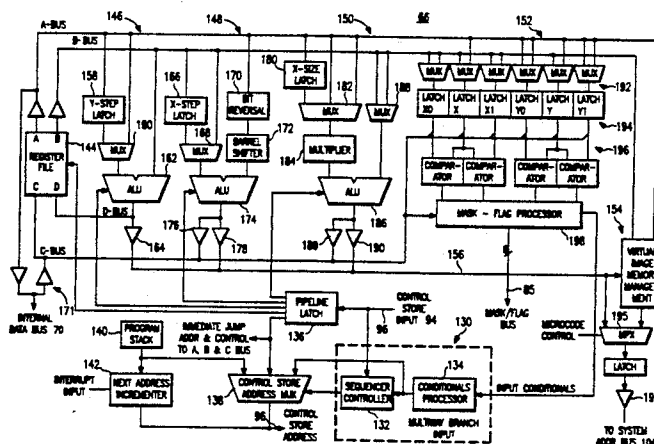 A-BUS
146
148
150
66
152
B-BUS
158
Y-STEP LATCH
166
X-STEP LATCH
170
BIT REVERSAL
180
X-SIZE LATCH
182
MUX
188
MUX
MUX
MUX
MUX
MUX
MUX
MUX
192
LATCH X0
LATCH X
LATCH X1
LATCH Y0
LATCH Y
LATCH Y1
194
MUX
160
168
MUX
BARREL SHIFTER
172
184
MULTIPLIER
196
A
B
144
REGISTER FILE
C
D
162
ALU
ALU
174
ALU
186
COMPAR-ATOR
COMPAR-ATOR
COMPAR-ATOR
COMPAR-ATOR
D-BUS
C-BUS
164
176
178
188
190
MASK - FLAG PROCESSOR
198
154
VIRTUAL IMAGE MEMORY MANAGE MENT
156
171
INTERNAL DATA BUS 70
PIPELINE LATCH
136
CONTROL STORE INPUT 94
96
85
MASK/FLAG BUS
MICROCODE CONTROL
195
MPX
LATCH
TO SYSTEM
140
PROGRAM STACK
IMMEDIATE JUMP ADDR & CONTROL TO A, B & C BUS
130
134
CONDITIONALS PROCESSOR
INPUT CONDITIONALS
142
INTERRUPT INPUT
NEXT ADDRESS INCREMENTER
138
CONTROL STORE ADDRESS MUX
SEQUENCER CONTROLLER
132
MULTIWAY BRANCH INPUT
96
CONTROL STORE ADDRESS